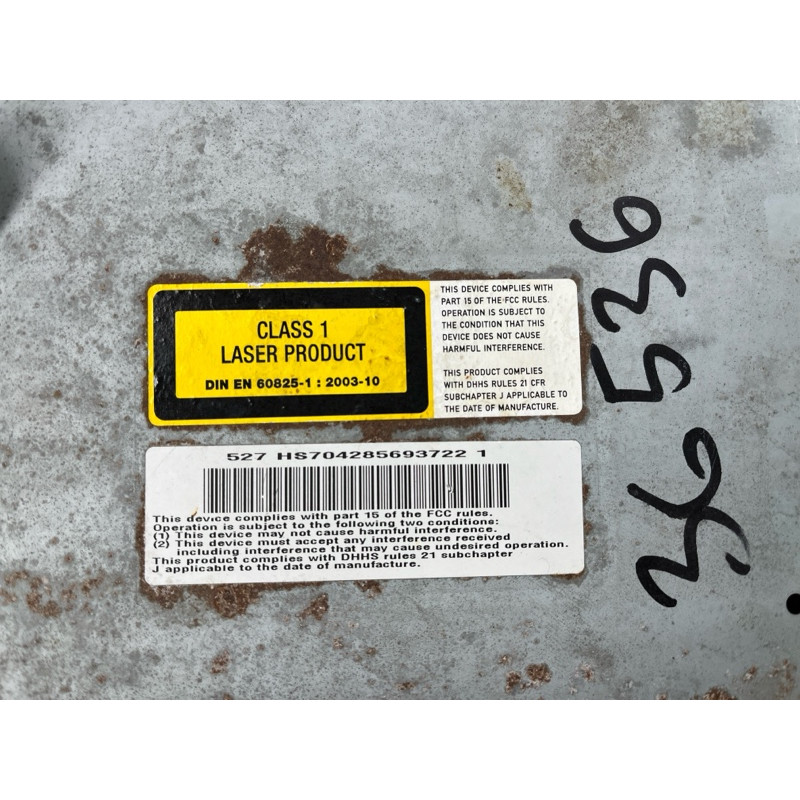 CLASS 1
LASER PRODUCT
DIN EN 60825-1 : 2003-10
THIS DEVICE COMPLIES WITH
PART 15 OF THE FCC RULES.
OPERATION IS SUBJECT TO
THE CONDITION THAT THIS
DEVICE DOES NOT CAUSE
HARMFUL INTERFERENCE.
THIS PRODUCT COMPLIES
WITH DHHS RULES 21 CFR
SUBCHAPTER J APPLICABLE TO
THE DATE OF MANUFACTURE.
527 HS704285693722 1
This device complies with part 15 of the FCC rules.
Operation is subject to the following two conditions:
(1) This device may not cause harmful interference.
(2) This device must accept any interference received
including interference that may cause undesired operation.
This product complies with DHHS rules 21 subchapter
J applicable to the date of manufacture.
36 536